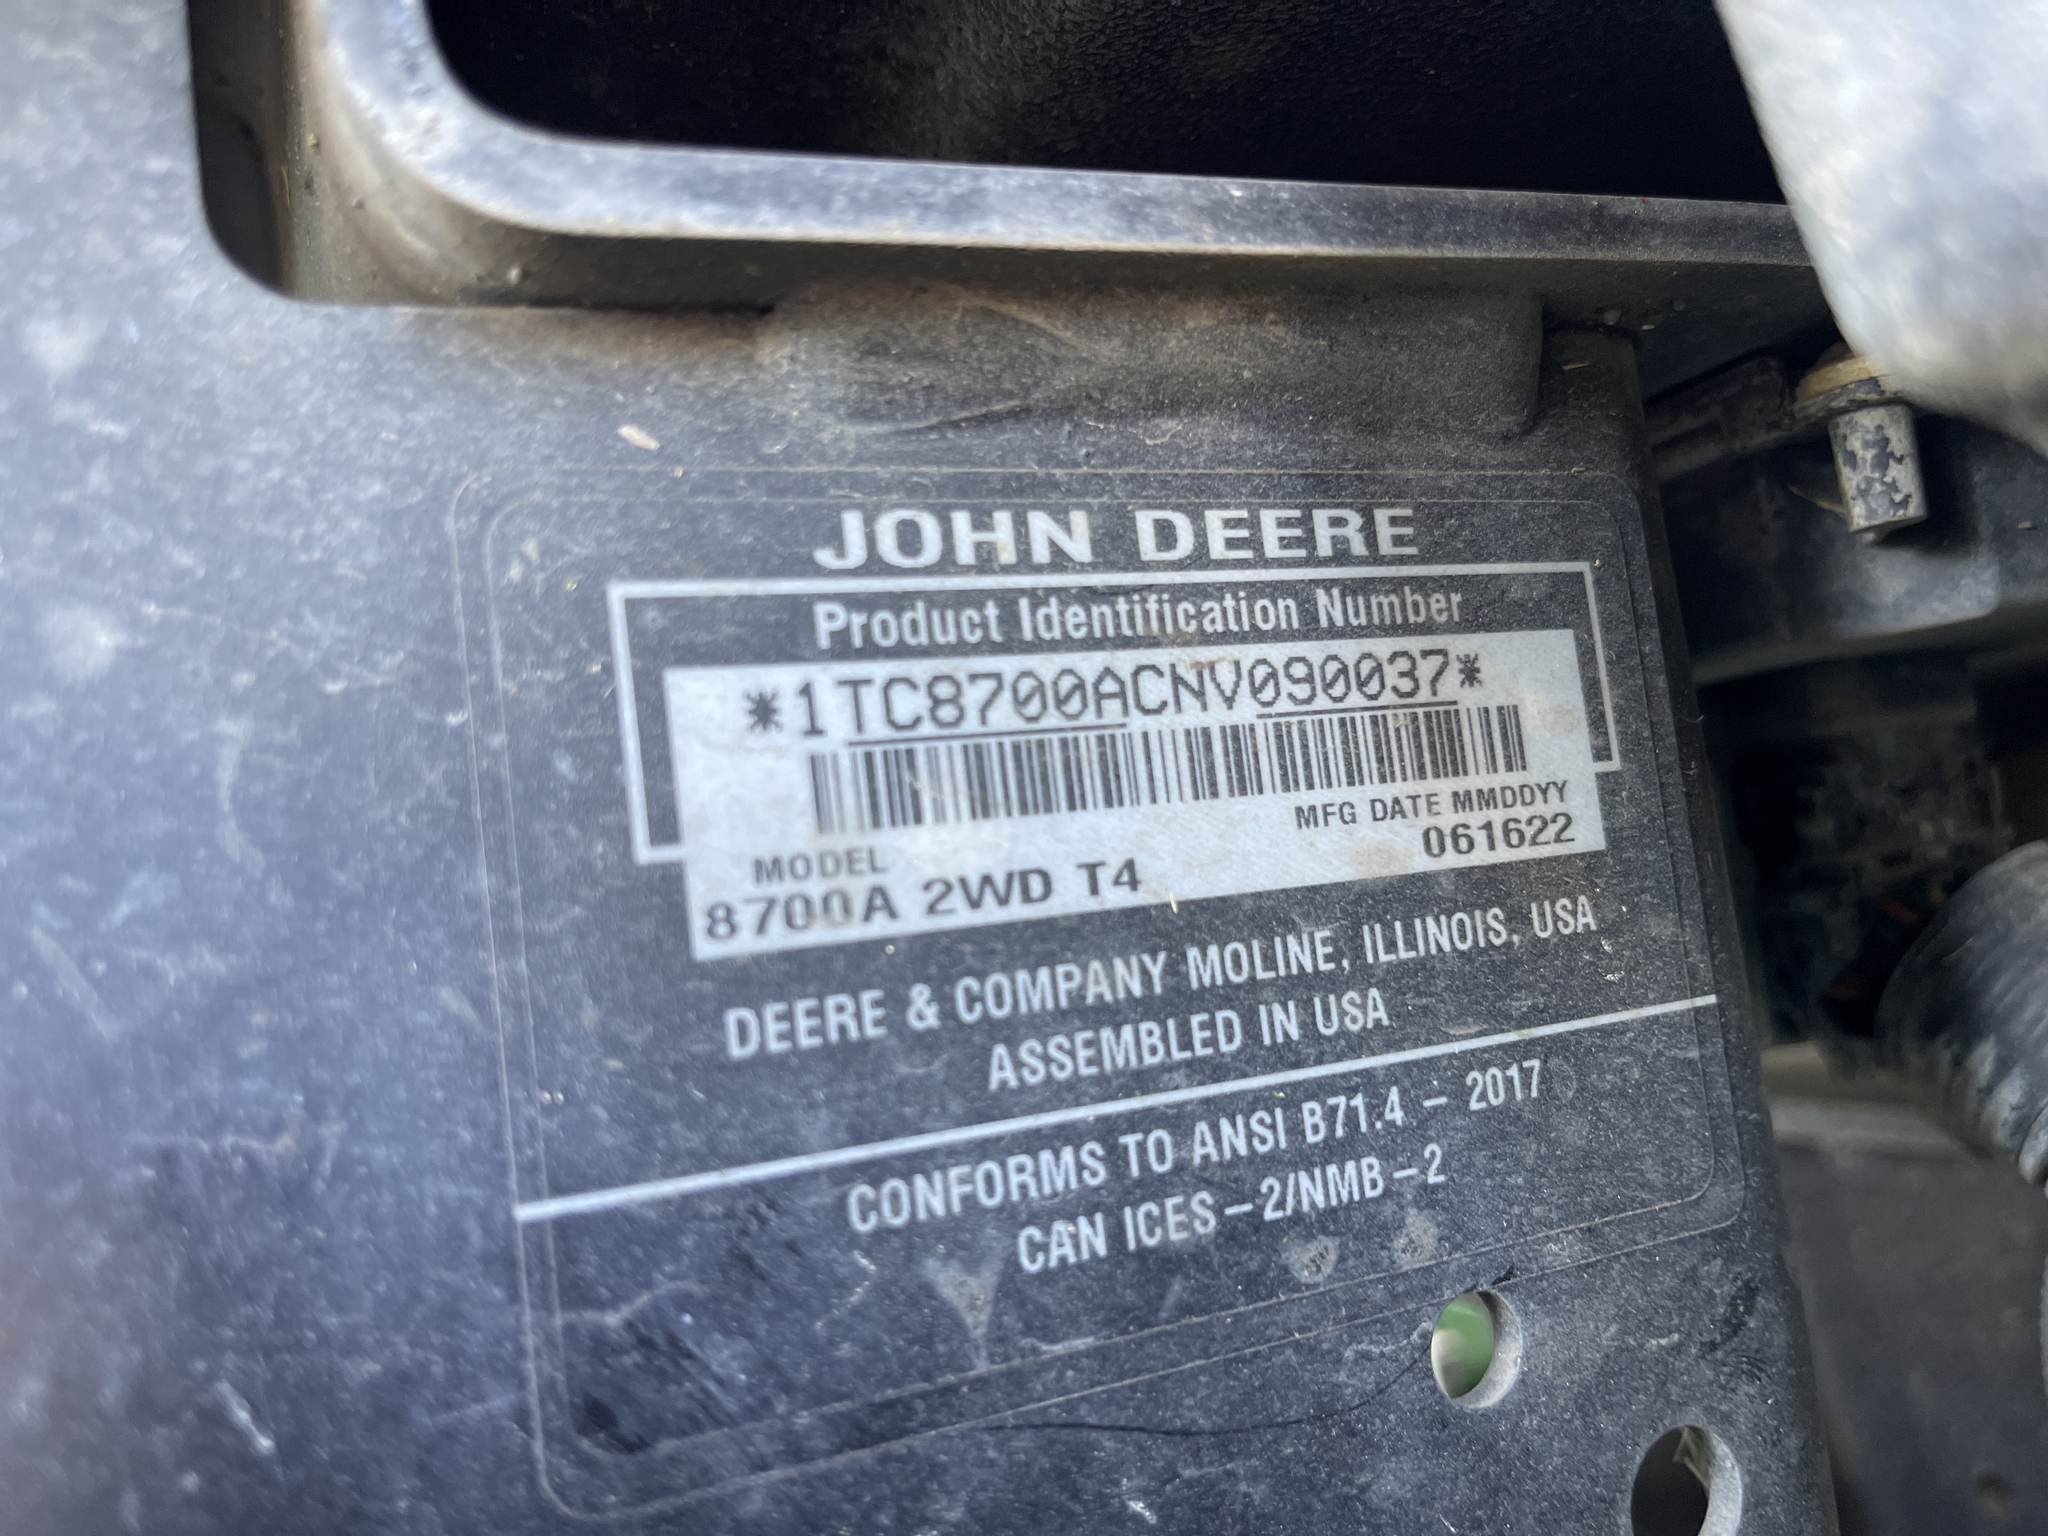 JOHN DEERE
Product Identification Number
*1TC8700ACNV090037*
MFG DATE MMDDYY
061622
MODEL
8700A 2WD T4
DEERE & COMPANY MOLINE, ILLINOIS, USA
ASSEMBLED IN USA
CONFORMS TO ANSI B71.4 – 2017
CAN ICES – 2/NMB – 2